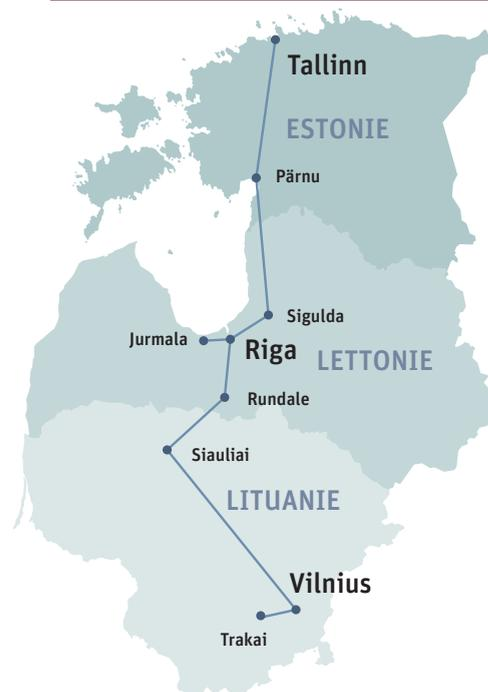 Tallinn
ESTONIE
Pärnu
Sigulda
Jurmala
Riga
LETTONIE
Rundale
Siauliai
LITUANIE
Vilnius
Trakai